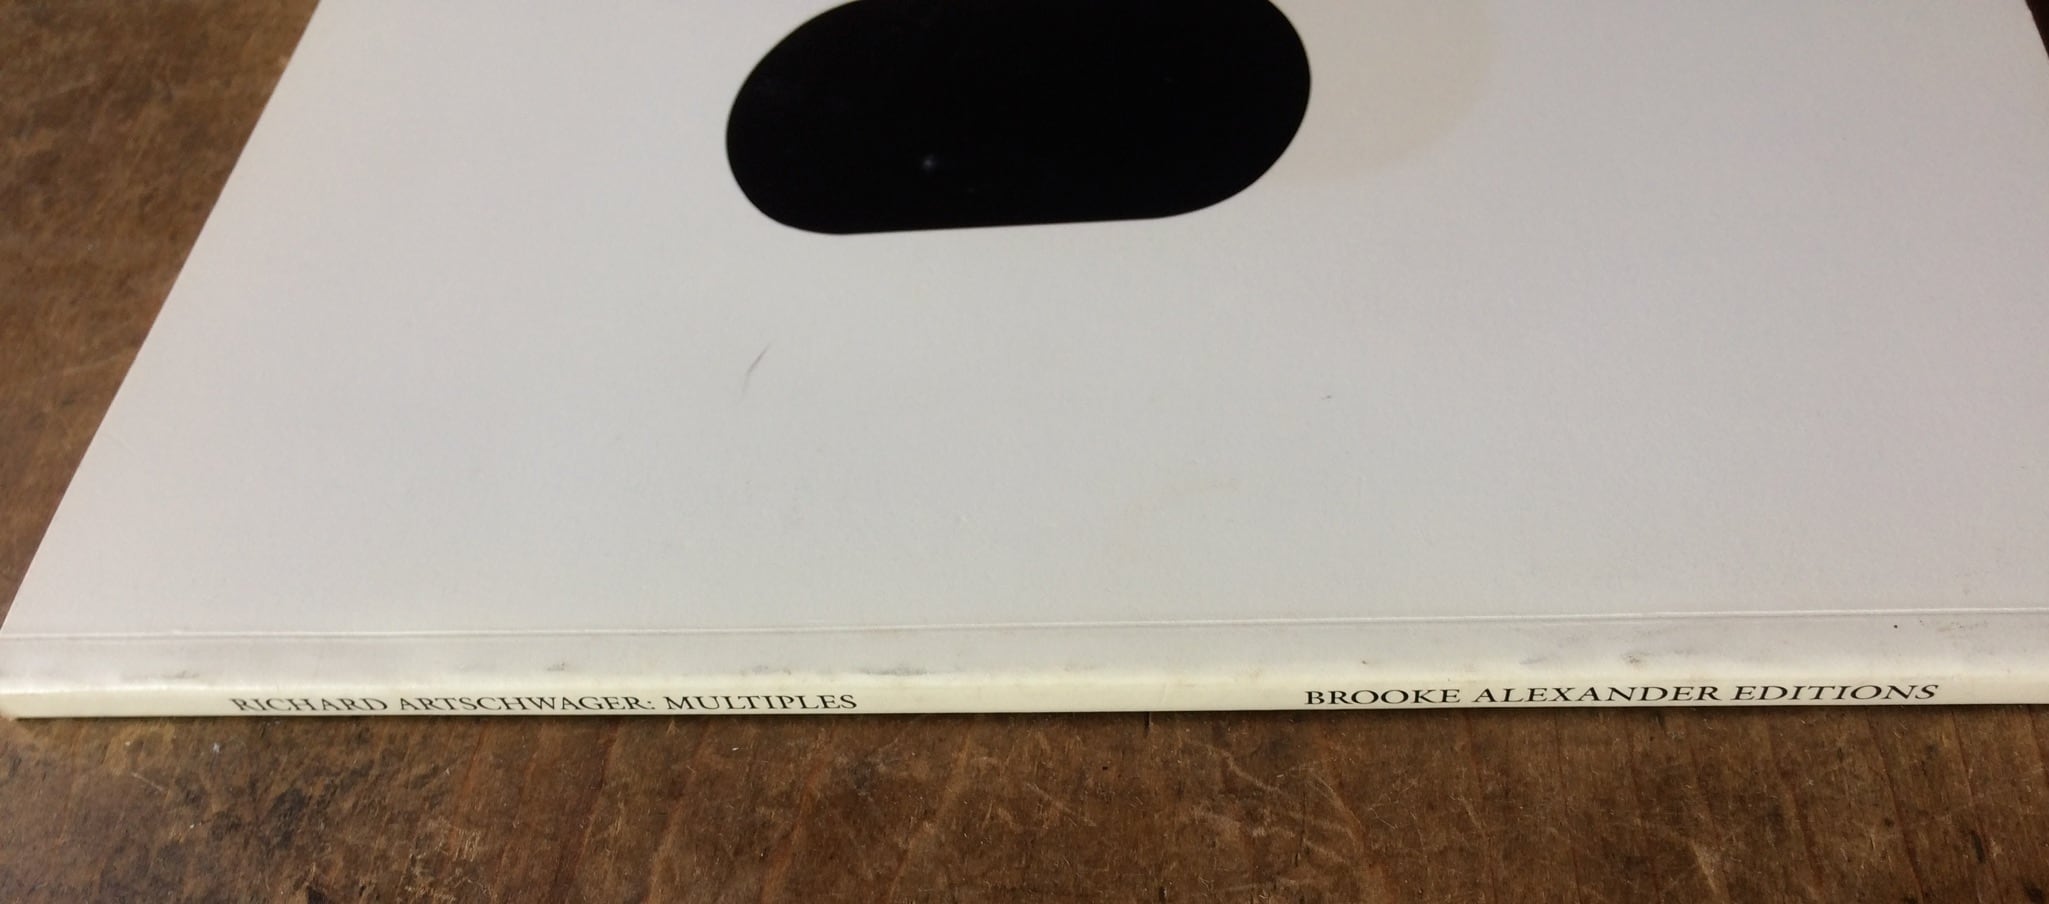 RICHARD ARTSCHWAGER: MULTIPLES
BROOKE ALEXANDER EDITIONS